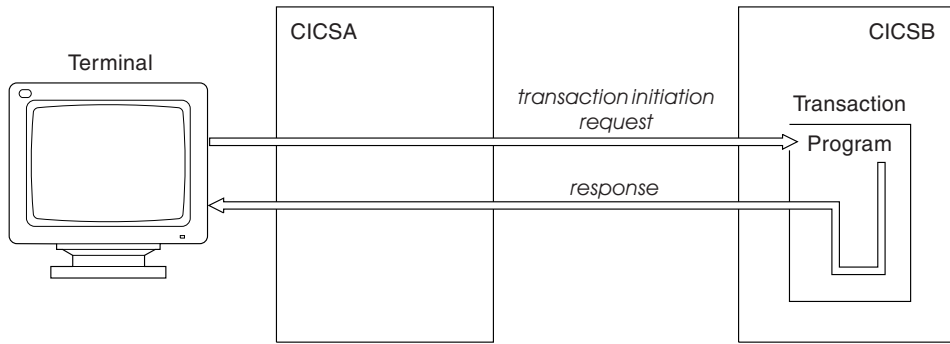 CICSA
CICSB
Terminal
transaction initiation
request
Transaction
Program
response